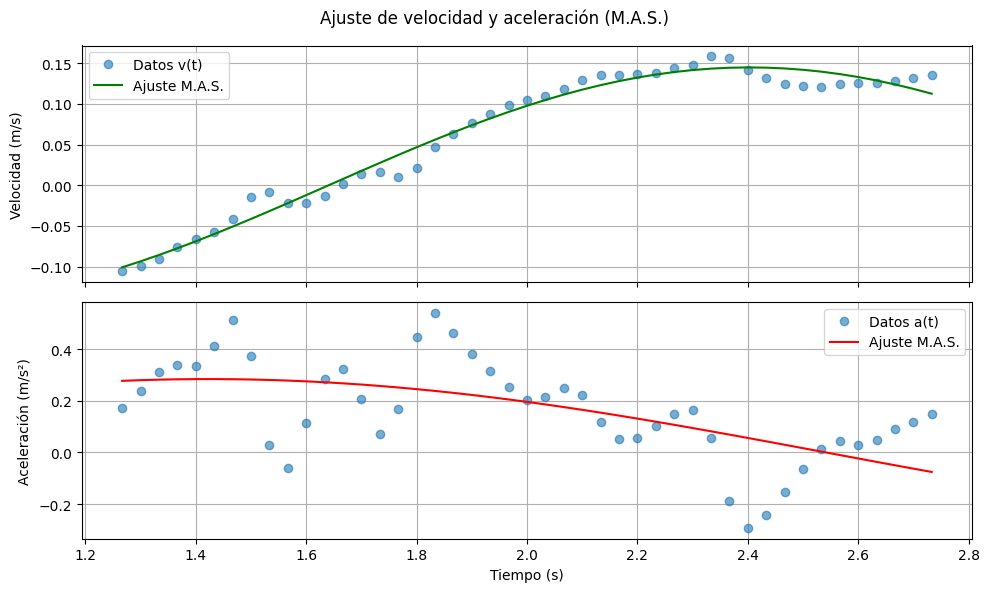 Ajuste de velocidad y aceleración (M.A.S.)
Datos v(t)
Ajuste M.A.S.
Velocidad (m/s)
0.15
0.10
0.05
0.00
−0.05
−0.10
Datos a(t)
Ajuste M.A.S.
Aceleración (m/s²)
0.4
0.2
0.0
−0.2
1.2 1.4 1.6 1.8 2.0 2.2 2.4 2.6 2.8
Tiempo (s)